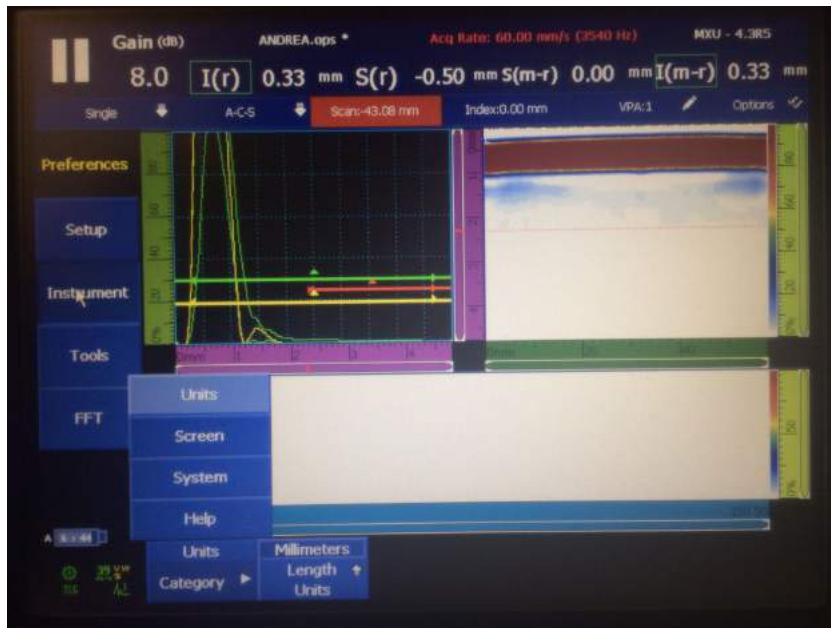 Gain (dB)
ANDREA.ops *
Acq Rate: 60.00 mm/s (3540 Hz)
MXU - 4.3R5
8.0
I(r) 0.33 mm
S(r) -0.50 mm
S(m-r) 0.00 mm
I(m-r) 0.33 mm
Single
A-C-S
Scan:-43.08 mm
Index:0.00 mm
VPA:1
Options
Preferences
Setup
Instrument
Tools
FFT
Units
Screen
System
Help
Units
Category
Millimeters
Length
Units